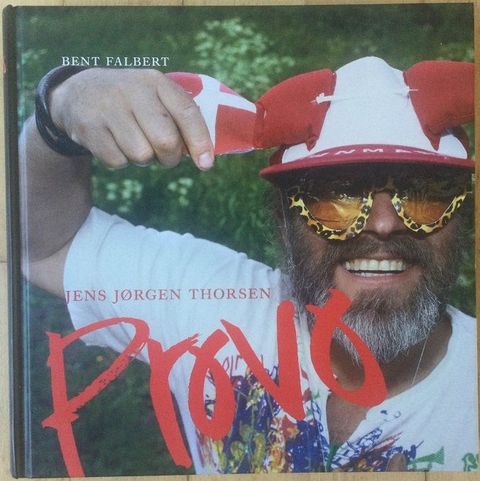 BENT FALBERT
JENS JØRGEN THORSEN
Provo